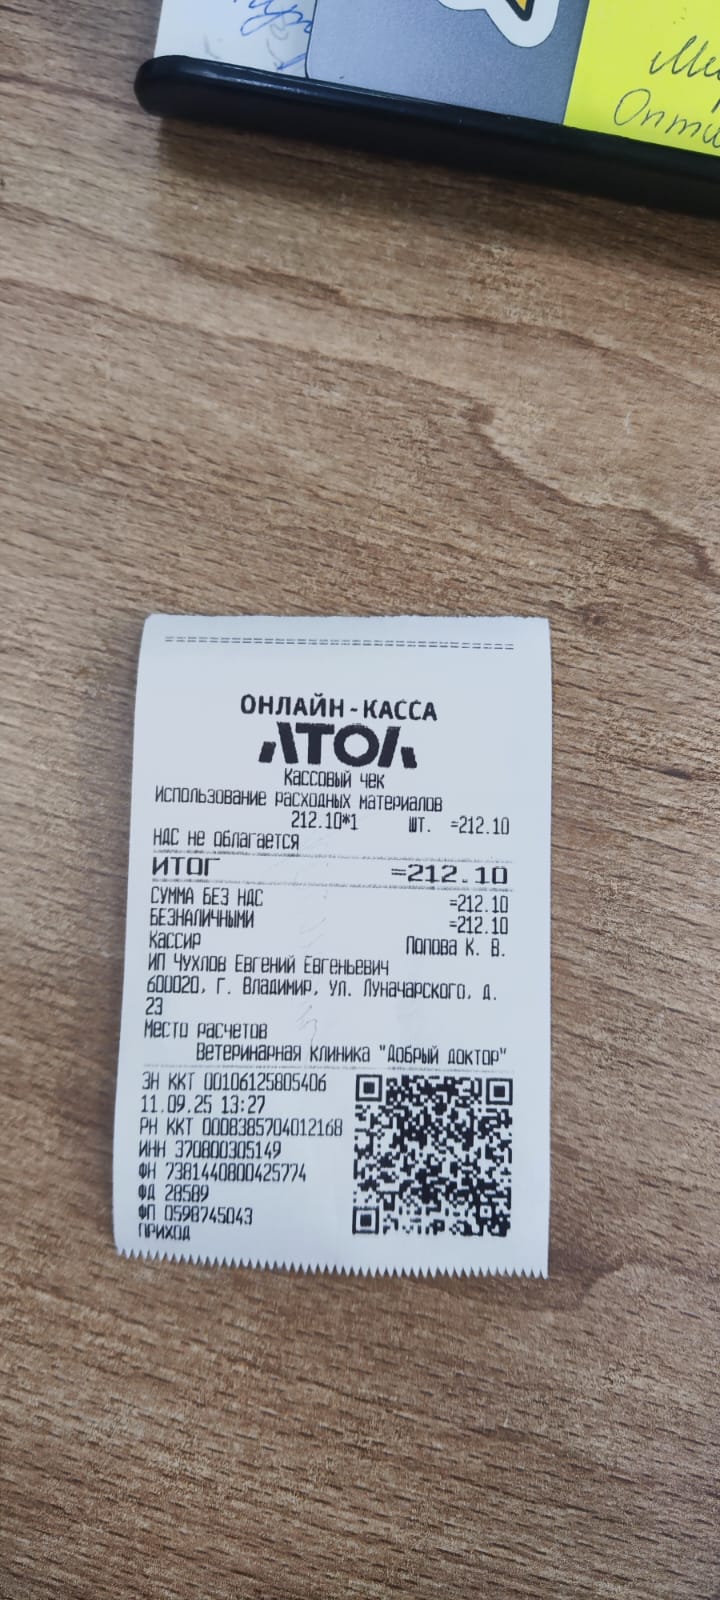 Опти
================================
ОНЛАЙН-КАССА
АТОЛ
Кассовый чек
Использование расходных материалов
212.10*1 шт. =212.10
НДС не облагается
ИТОГ =212.10
СУММА БЕЗ НДС =212.10
БЕЗНАЛИЧНЫМИ =212.10
Кассир Попова К. В.
ИП Чухлов Евгений Евгеньевич
600020, г. Владимир, ул. Луначарского, д.
23
Место расчетов
Ветеринарная клиника "Добрый доктор"
ЗН ККТ 00106125805406
11.09.25 13:27
РН ККТ 0008385704012168
ИНН 370800305149
ФН 7381440800425774
ФД 28589
ФП 0598745043
ПРИХОД